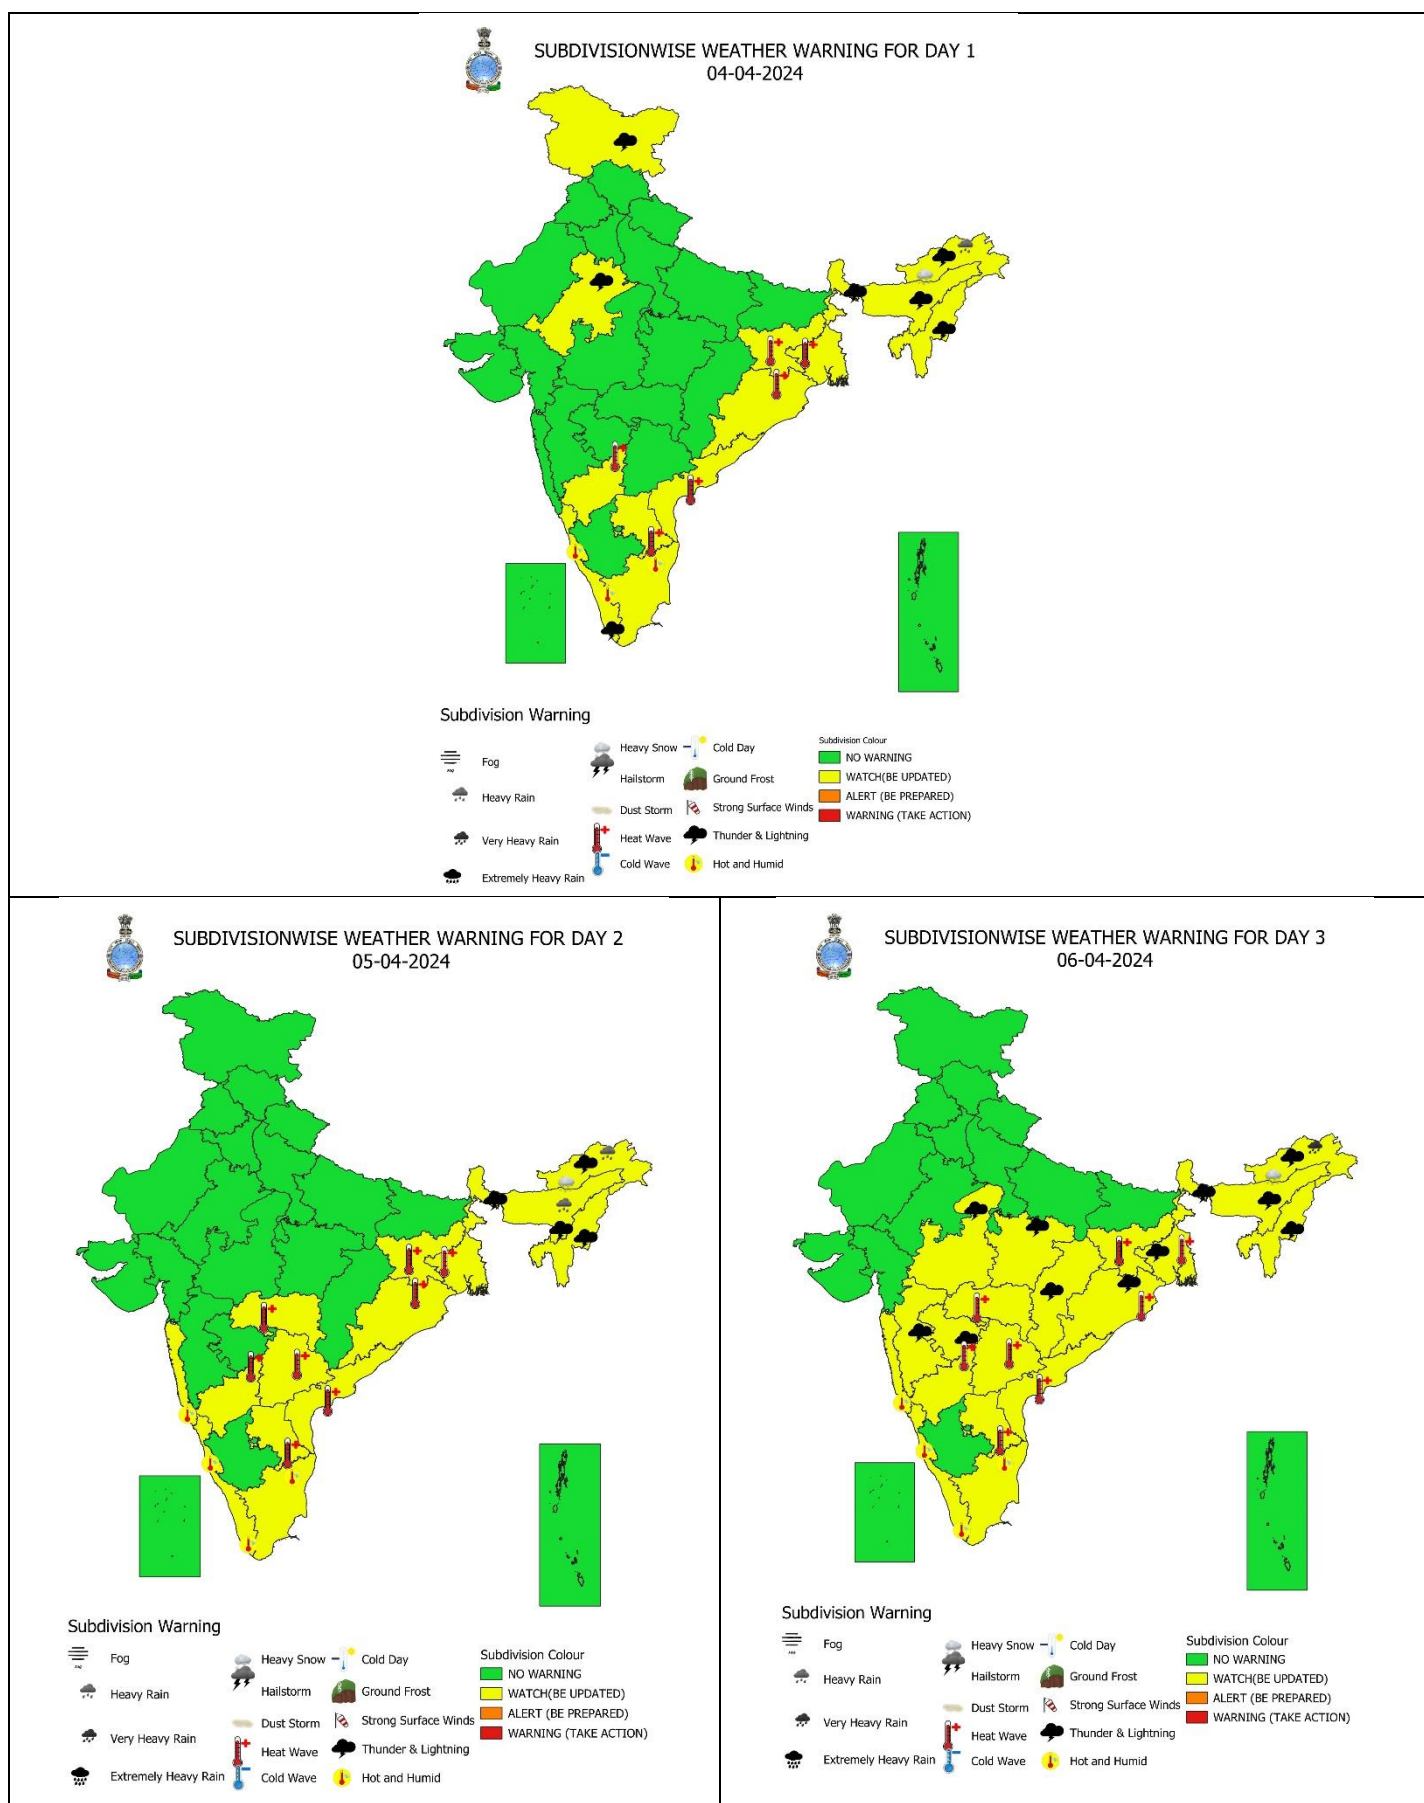 SUBDIVISIONWISE WEATHER WARNING FOR DAY 1
04-04-2024
Subdivision Warning
Fog
Heavy Rain
Very Heavy Rain
Extremely Heavy Rain
Heavy Snow
Hailstorm
Dust Storm
Heat Wave
Cold Wave
Cold Day
Ground Frost
Strong Surface Winds
Thunder & Lightning
Hot and Humid
Subdivision Colour
NO WARNING
WATCH(BE UPDATED)
ALERT (BE PREPARED)
WARNING (TAKE ACTION)
SUBDIVISIONWISE WEATHER WARNING FOR DAY 2
05-04-2024
Subdivision Warning
Fog
Heavy Rain
Very Heavy Rain
Extremely Heavy Rain
Heavy Snow
Hailstorm
Dust Storm
Heat Wave
Cold Wave
Cold Day
Ground Frost
Strong Surface Winds
Thunder & Lightning
Hot and Humid
Subdivision Colour
NO WARNING
WATCH(BE UPDATED)
ALERT (BE PREPARED)
WARNING (TAKE ACTION)
SUBDIVISIONWISE WEATHER WARNING FOR DAY 3
06-04-2024
Subdivision Warning
Fog
Heavy Rain
Very Heavy Rain
Extremely Heavy Rain
Heavy Snow
Hailstorm
Dust Storm
Heat Wave
Cold Wave
Cold Day
Ground Frost
Strong Surface Winds
Thunder & Lightning
Hot and Humid
Subdivision Colour
NO WARNING
WATCH(BE UPDATED)
ALERT (BE PREPARED)
WARNING (TAKE ACTION)